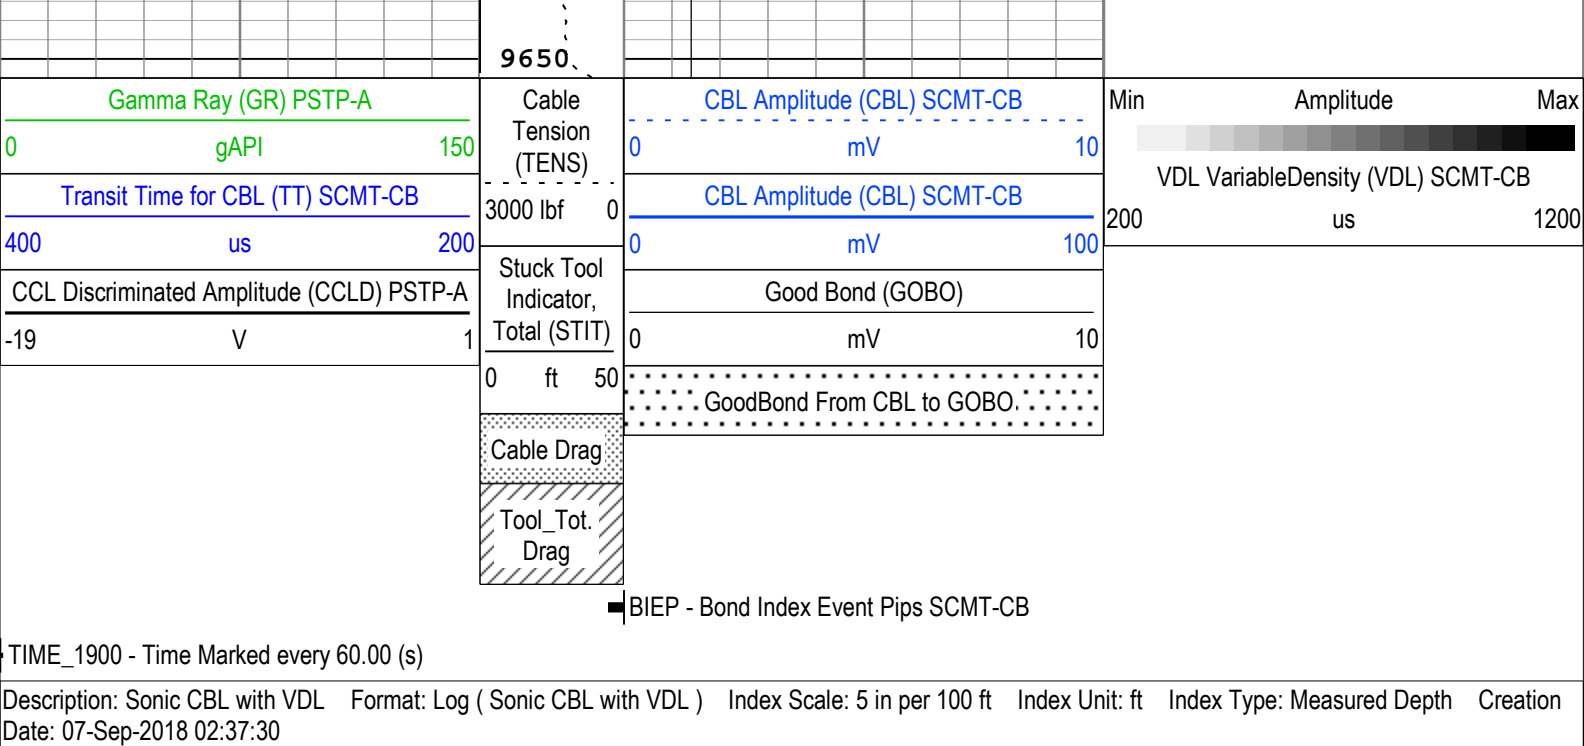 9650
Gamma Ray (GR) PSTP-A
0 gAPI 150
Transit Time for CBL (TT) SCMT-CB
400 us 200
CCL Discriminated Amplitude (CCLD) PSTP-A
-19 V 1
Cable
Tension
(TENS)
3000 lbf 0
Stuck Tool
Indicator,
Total (STIT)
0 ft 50
Cable Drag
Tool_Tot.
Drag
CBL Amplitude (CBL) SCMT-CB
0 mV 10
CBL Amplitude (CBL) SCMT-CB
0 mV 100
Good Bond (GOBO)
0 mV 10
GoodBond From CBL to GOBO
Min Amplitude Max
VDL VariableDensity (VDL) SCMT-CB
200 us 1200
BIEP - Bond Index Event Pips SCMT-CB
TIME_1900 - Time Marked every 60.00 (s)
Description: Sonic CBL with VDL Format: Log ( Sonic CBL with VDL ) Index Scale: 5 in per 100 ft Index Unit: ft Index Type: Measured Depth Creation
Date: 07-Sep-2018 02:37:30